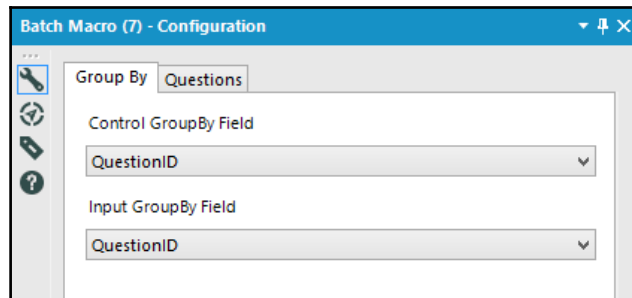 Batch Macro (7) - Configuration
Group By Questions
Control GroupBy Field
QuestionID
Input GroupBy Field
QuestionID